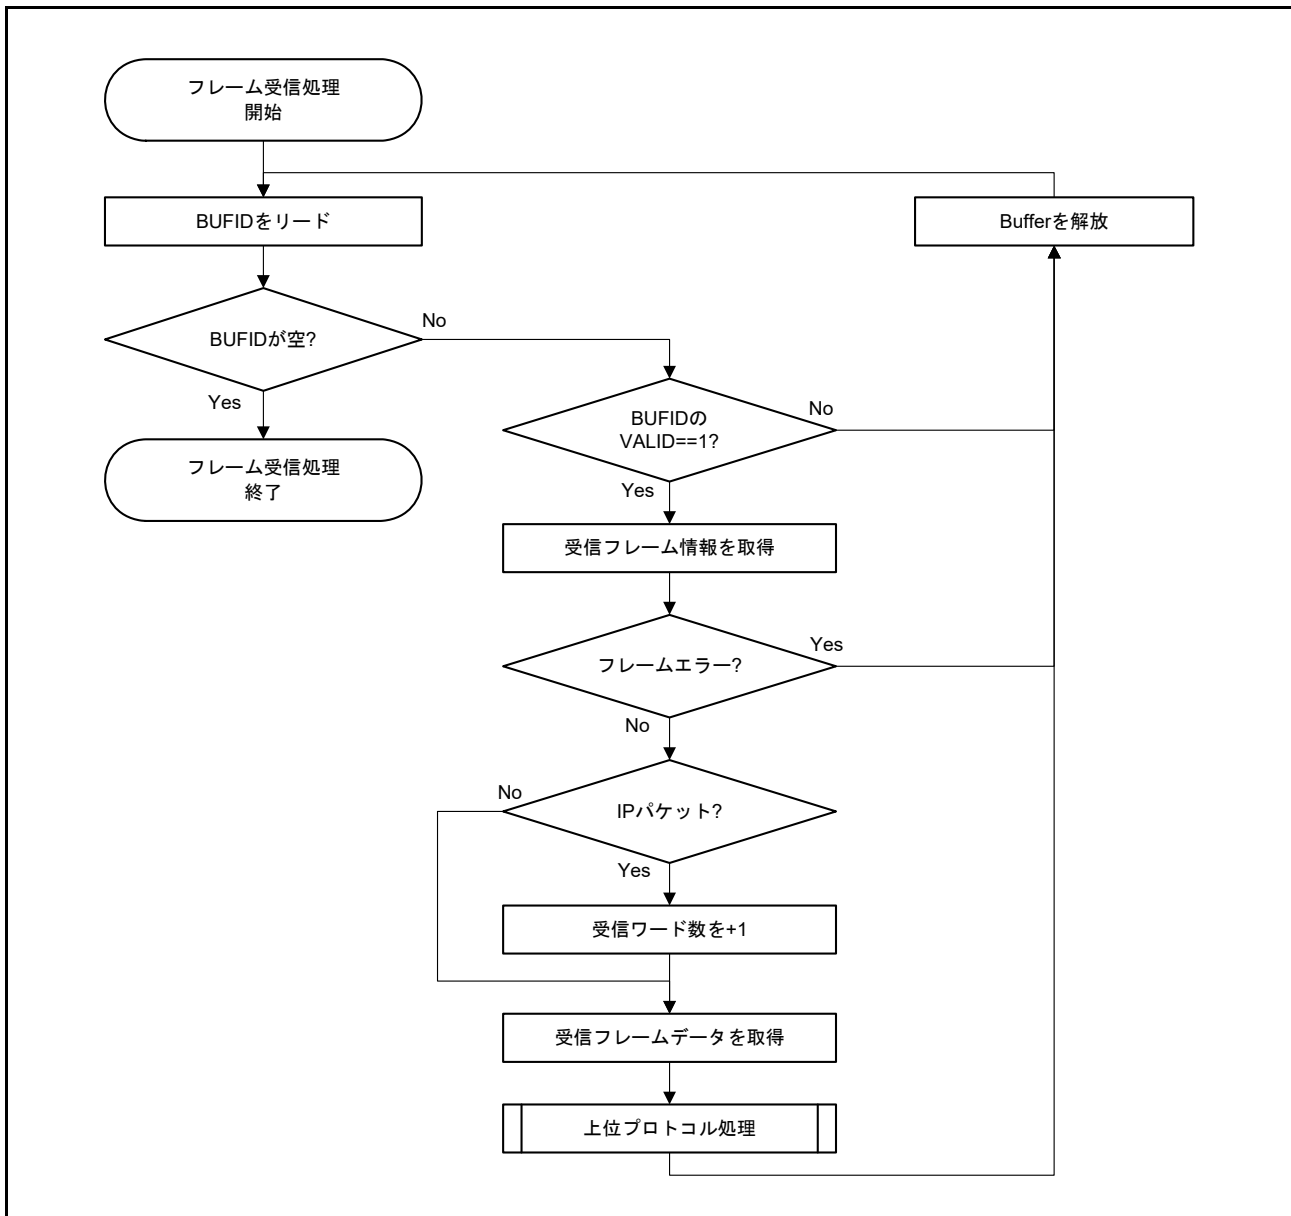 フレーム受信処理
開始
BUFIDをリード
Bufferを解放
BUFIDが空?
No
Yes
フレーム受信処理
終了
BUFIDの
VALID==1?
No
Yes
受信フレーム情報を取得
フレームエラー?
Yes
No
IPパケット?
No
Yes
受信ワード数を+1
受信フレームデータを取得
上位プロトコル処理